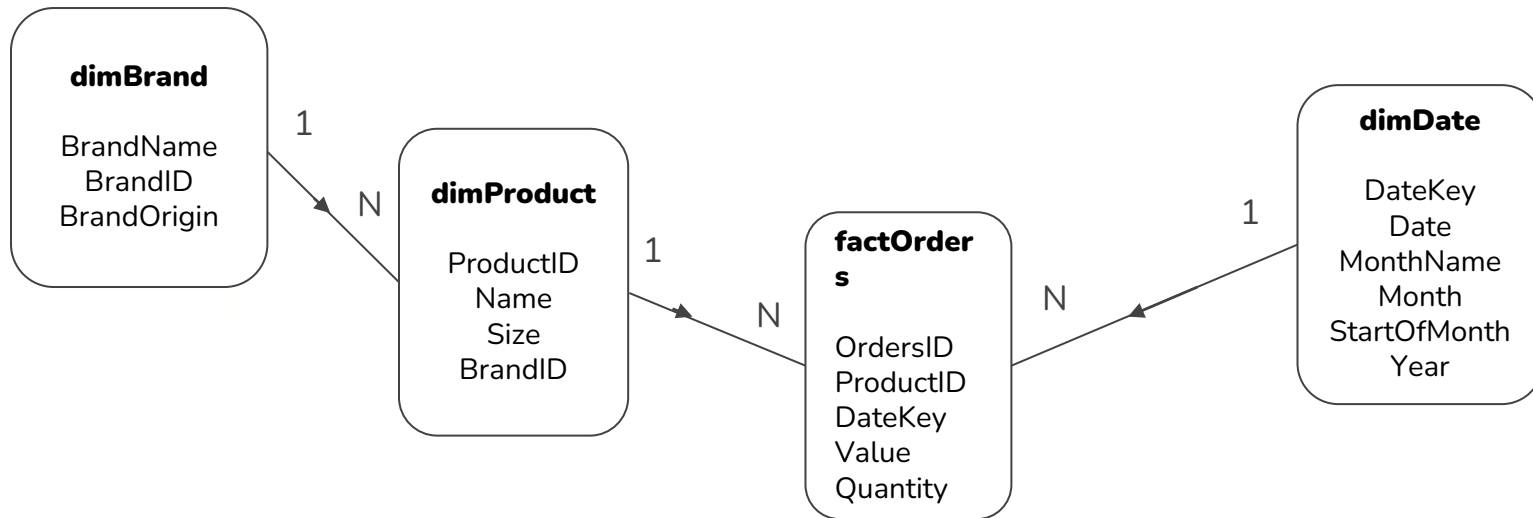 dimBrand
BrandName
BrandID
BrandOrigin
1
N
dimProduct
ProductID
Name
Size
BrandID
1
N
factOrder
s
OrdersID
ProductID
DateKey
Value
Quantity
N
1
dimDate
DateKey
Date
MonthName
Month
StartOfMonth
Year